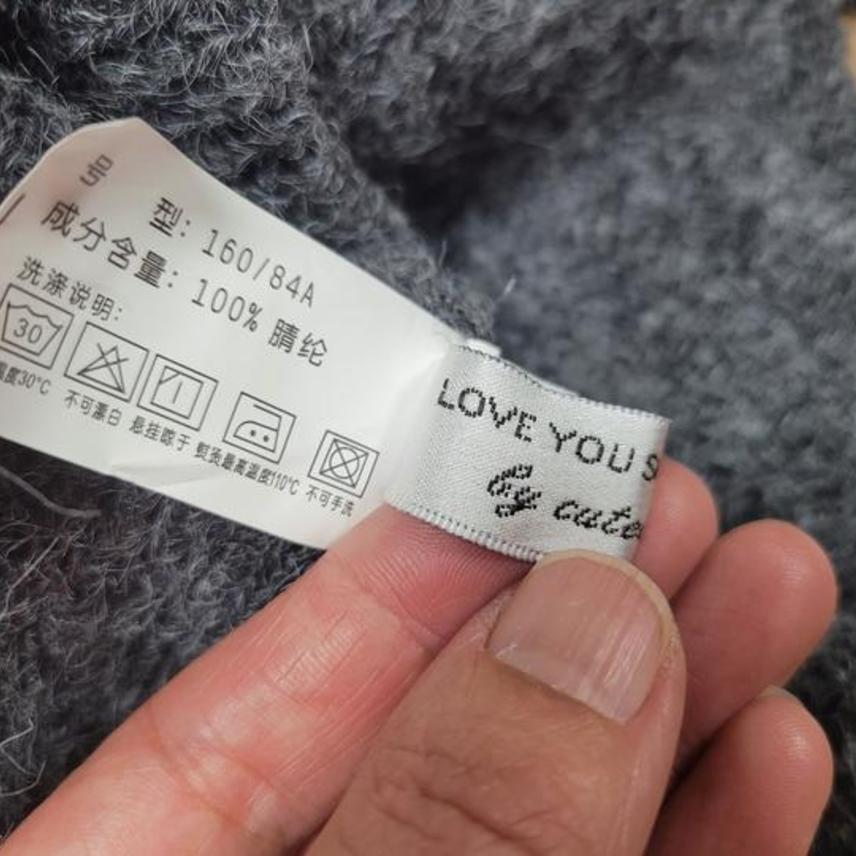 号 型: 160/84A
成分含量: 100% 腈纶
洗涤说明:
30
温度30°C 不可漂白 悬挂晾干 熨烫最高温度110°C 不可手洗
LOVE YOU S
by cute